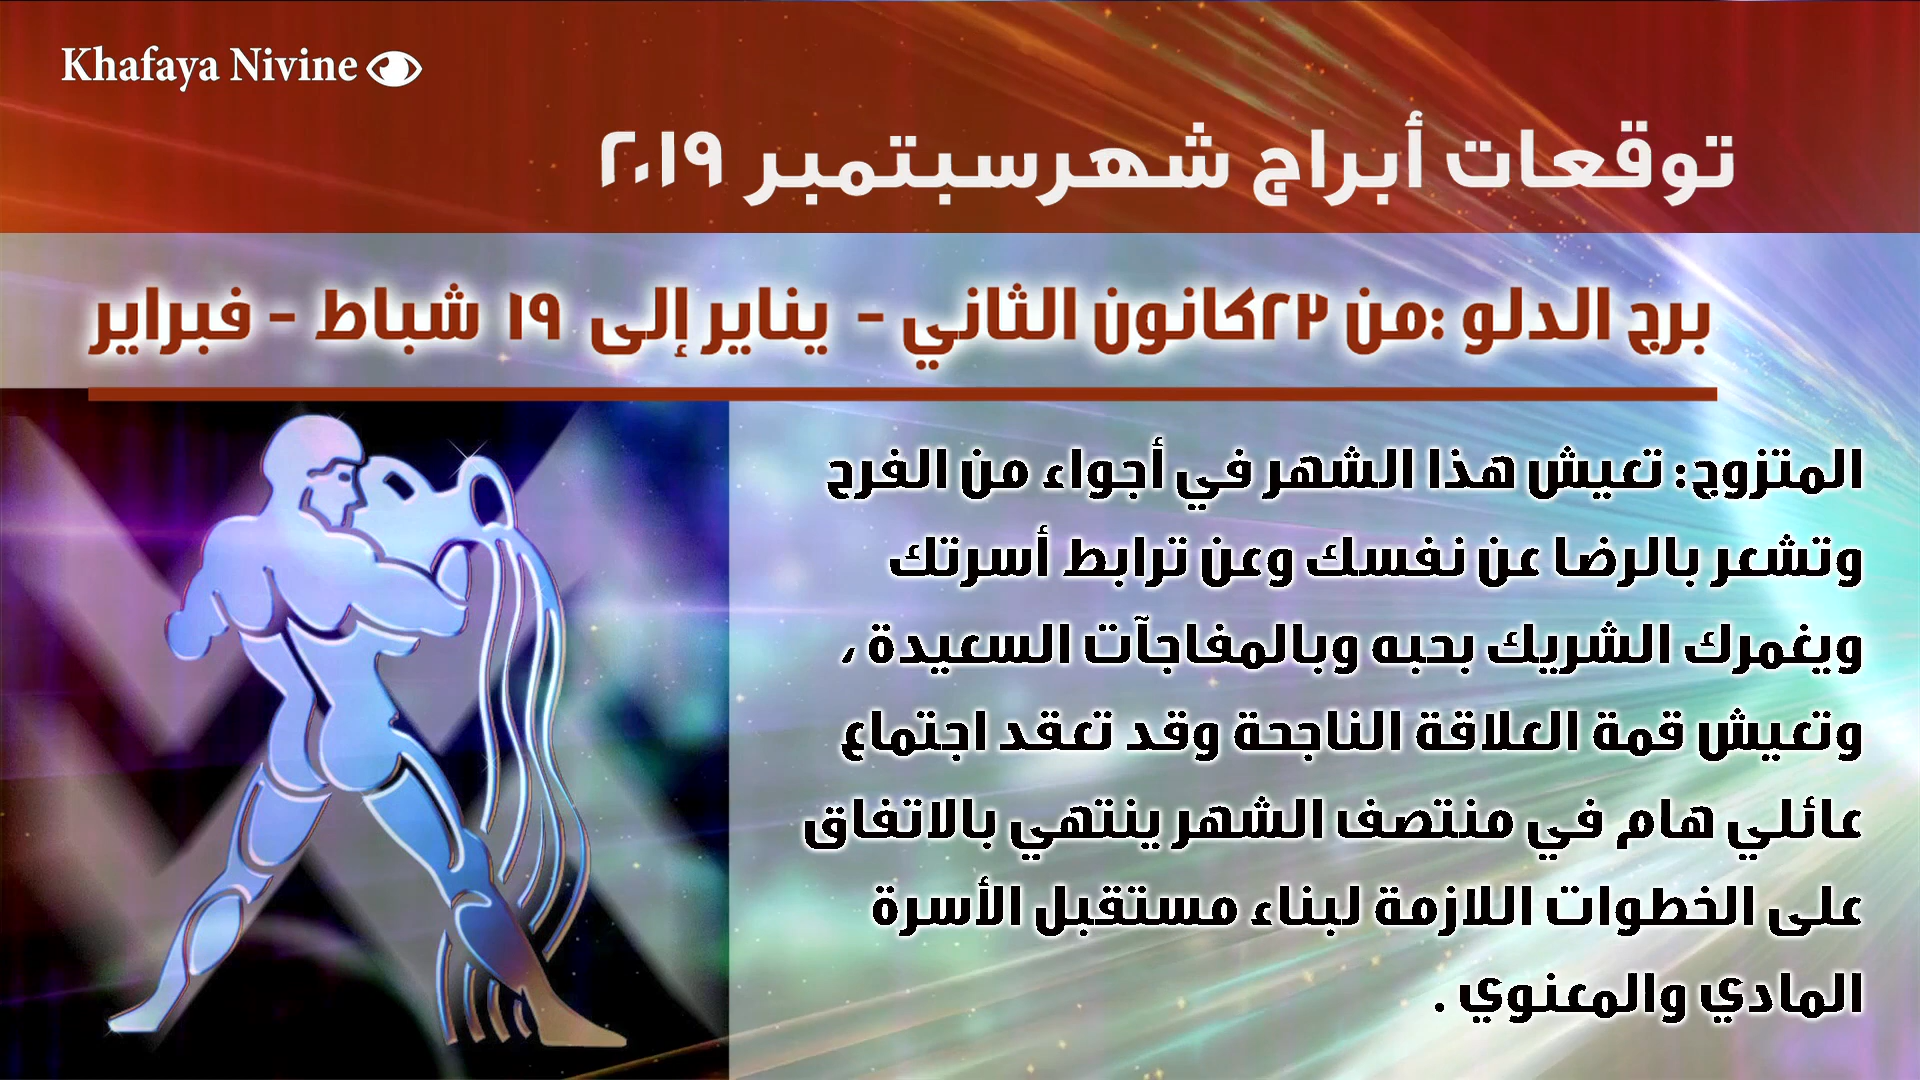 Khafaya Nivine
توقعات أبراج شهرسبتمبر ٢٠١٩
برج الدلو :من ٢٢كانون الثاني - يناير إلى ١٩ شباط - فبراير
المتزوج: تعيش هذا الشهر في أجواء من الفرح
وتشعر بالرضا عن نفسك وعن ترابط أسرتك
ويغمرك الشريك بحبه وبالمفاجآت السعيدة ،
وتعيش قمة العلاقة الناجحة وقد تعقد اجتماع
عائلي هام في منتصف الشهر ينتهي بالاتفاق
على الخطوات اللازمة لبناء مستقبل الأسرة
المادي والمعنوي .